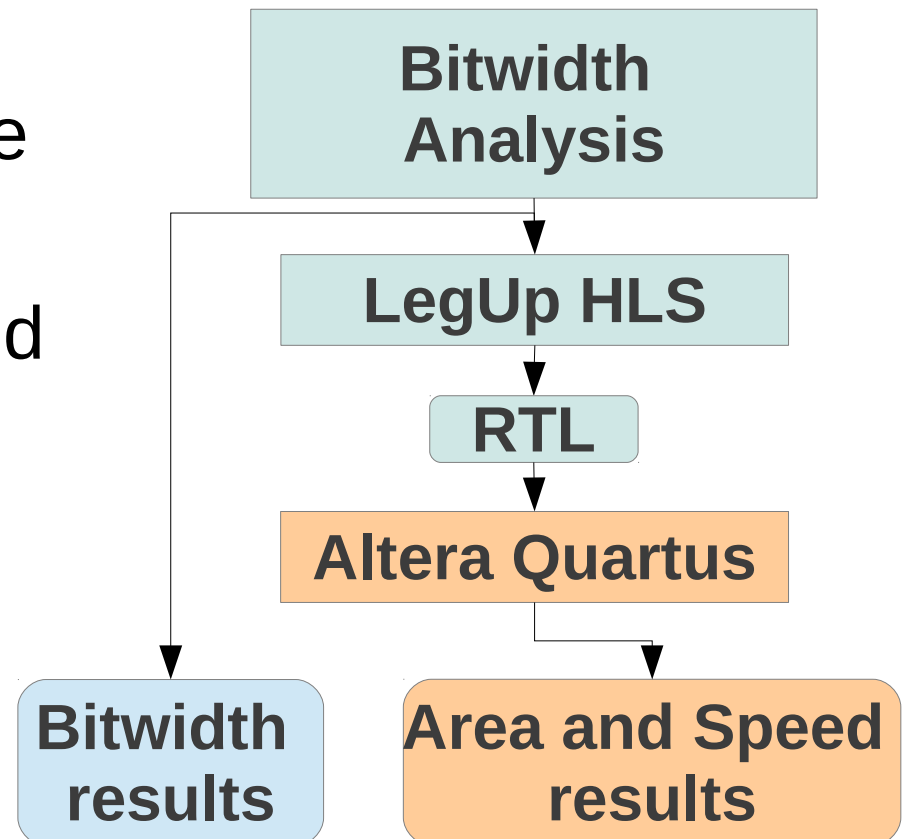 e
d
Bitwidth
Analysis
LegUp HLS
RTL
Altera Quartus
Bitwidth
results
Area and Speed
results